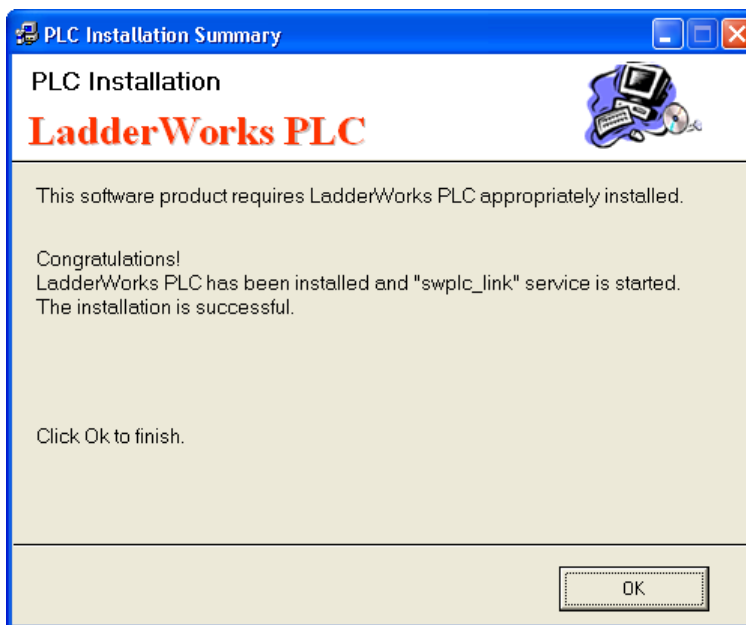 PLC Installation Summary
PLC Installation
LadderWorks PLC
This software product requires LadderWorks PLC appropriately installed.
Congratulations!
LadderWorks PLC has been installed and "swplc_link" service is started.
The installation is successful.
Click Ok to finish.
OK